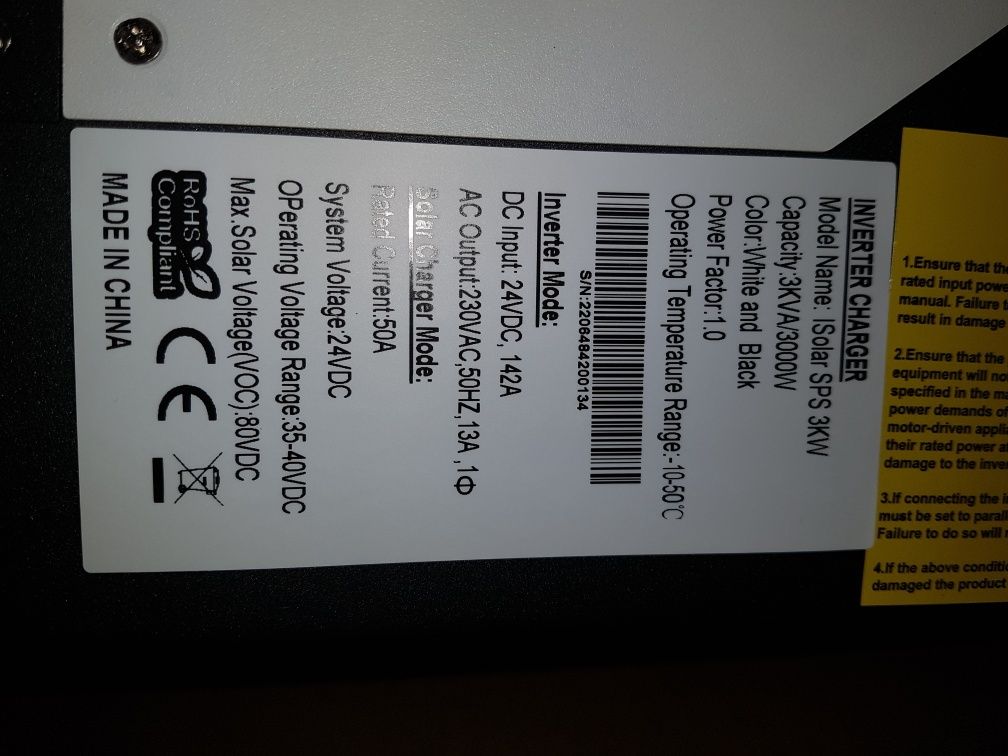 INVERTER CHARGER
Model Name: ISolar SPS 3KW
Capacity:3KVA/3000W
Color:White and Black
Power Factor:1.0
Operating Temperature Range:-10-50°C
S/N:2206484200134
Inverter Mode:
DC Input: 24VDC, 142A
AC Output:230VAC,50HZ,13A ,1Φ
Solar Charger Mode:
Rated Current:50A
System Voltage:24VDC
OPerating Voltage Range:35-40VDC
Max.Solar Voltage(VOC):80VDC
RoHS
Compliant
CE
MADE IN CHINA
1.Ensure that the
rated input powe
manual. Failure
result in damage
2.Ensure that the
equipment will no
specified in the ma
power demands of
motor-driven applia
their rated power a
damage to the inve
3.If connecting the i
must be set to parall
Failure to do so will
4.If the above conditio
damaged the product